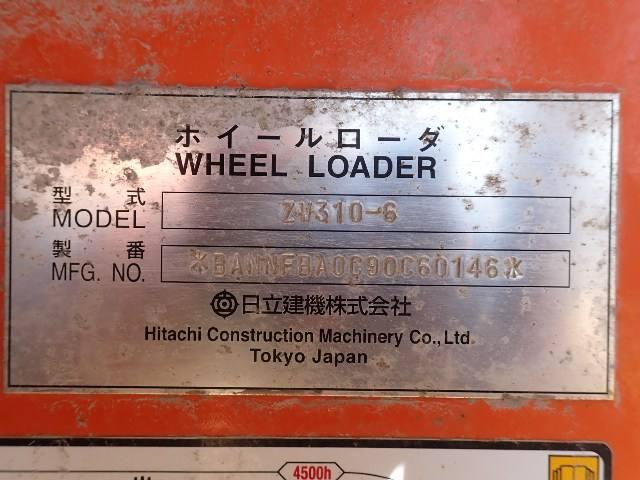 ホイールローダ
WHEEL LOADER
型式
MODEL ZW310-6
製番
MFG. NO. *BANNFBA0C90C60146*
日立建機株式会社
Hitachi Construction Machinery Co.,Ltd.
Tokyo Japan
4500h